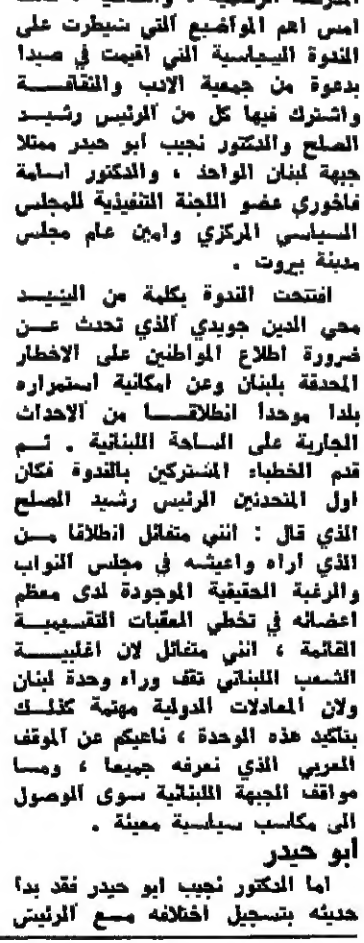 امس اهم المواضيع التي سيطرت على
الندوة السياسية التي اقيمت في صيدا
بدعوة من جمعية الادب والثقافة
واشترك فيها كل من الرئيس رشيد
الصلح والدكتور نجيب ابو حيدر ممثلا
جبهة لبنان الواحد ، والدكتور اسامة
فاخوري عضو اللجنة التنفيذية للمجلس
السياسي المركزي وامين عام مجلس
مدينة بيروت .
افتتحت الندوة بكلمة من السيد
محي الدين جويدي الذي تحدث عن
ضرورة اطلاع المواطنين على الاخطار
المحدقة بلبنان وعن امكانية استمراره
بلدا موحدا انطلاقا من الاحداث
الجارية على الساحة اللبنانية . ثم
قدم الخطباء المشتركين بالندوة فكان
اول المتحدثين الرئيس رشيد الصلح
الذي قال : انني متفائل انطلاقا من
الذي اراه واعيشه في مجلس النواب
والرغبة الحقيقية الموجودة لدى معظم
اعضائه في تخطي العقبات التقسيمية
القائمة ، انني متفائل لان اغلبية
الشعب اللبناني تقف وراء وحدة لبنان
ولان المعادلات الدولية مهتمة كذلك
بتأكيد هذه الوحدة ، ناهيكم عن الموقف
العربي الذي نعرفه جميعا ، وما
مواقف الجبهة اللبنانية سوى الوصول
الى مكاسب سياسية معينة .
ابو حيدر
اما الدكتور نجيب ابو حيدر فقد بدأ
حديثه بتسجيل اختلافه مع الرئيس